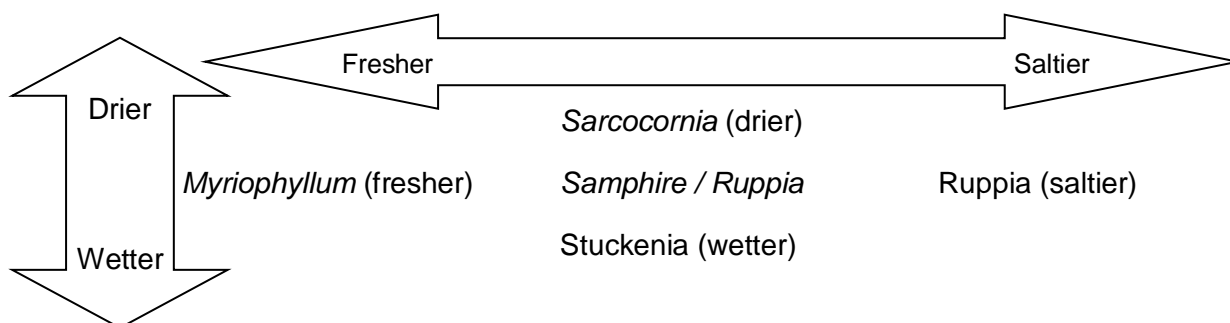 Fresher Saltier
Drier
Sarcocornia (drier)
Myriophyllum (fresher) Samphire / Ruppia Ruppia (saltier)
Wetter
Stuckenia (wetter)